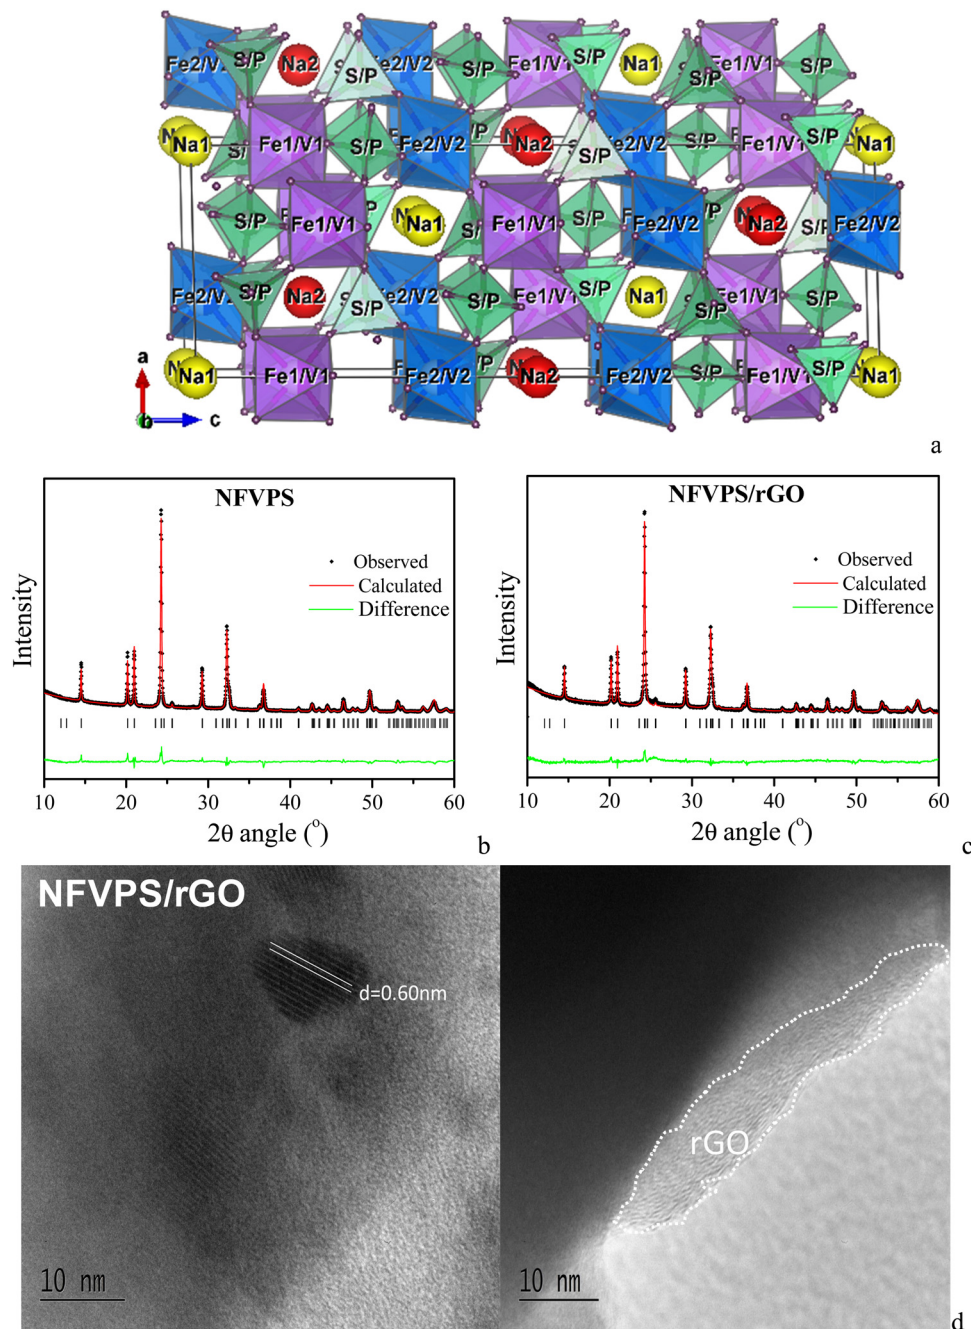 Fe2/V2 S/P Na2 S/P Fe2/V2 S/P Fe1/V1 S/P Na1 S/P Fe1/V1 S/P
N Na1 S/P Fe1/V1 S/P Fe2/V2 S/P Na2 S/P Fe2/V2 S/P Fe1/V1 S/P Na1
S/P Fe1/V1 N Na1 S/P Fe1/V1 S/P Fe2/V2 S/P N Na2 S/P Fe2/V2
Fe2/V2 S/P Na2 S/P Fe2/V2 S/P Fe1/V1 S/P Na1 S/P Fe1/V1 S/P
N Na1 Fe1/V1 F Fe2/V2 S/P Na2 Fe2/V2 S/P Fe1/V1 S/P Na1
a
b c
a
NFVPS
Observed
Calculated
Difference
Intensity
10 20 30 40 50 60
2θ angle (°)
b
NFVPS/rGO
Observed
Calculated
Difference
Intensity
10 20 30 40 50 60
2θ angle (°)
c
NFVPS/rGO
d=0.60nm
10 nm
rGO
10 nm
d